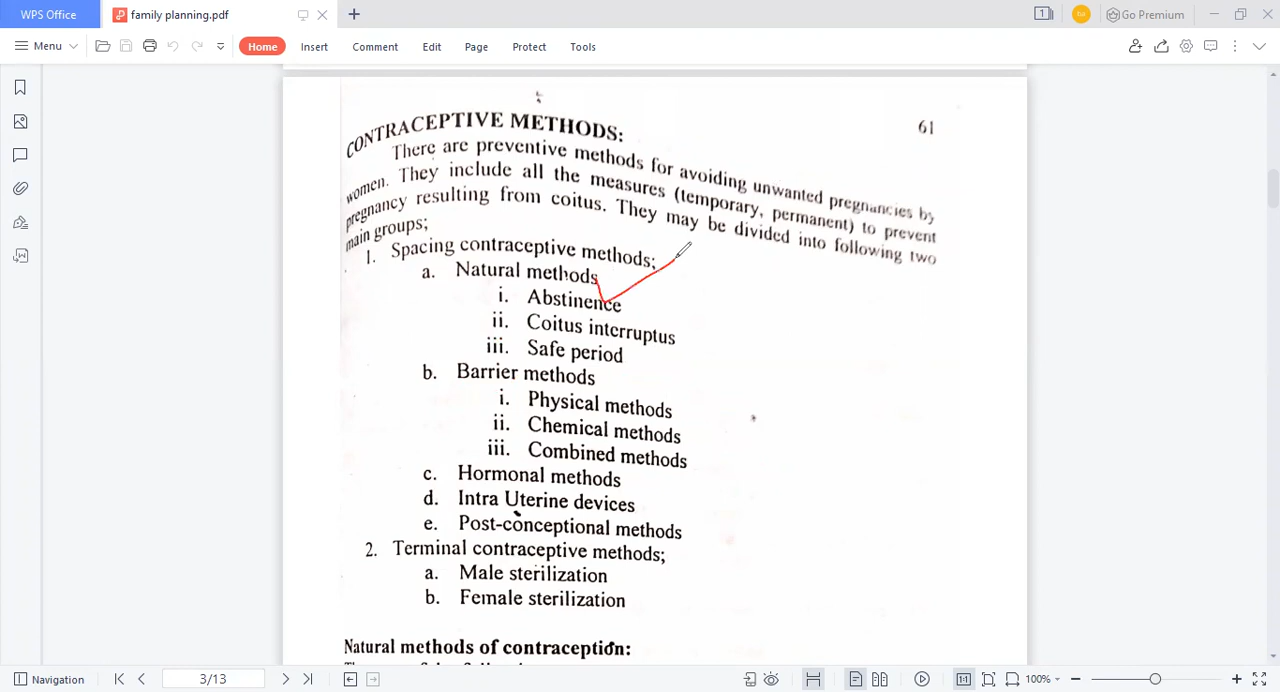 WPS Office
family planning.pdf
1
Go Premium
Menu
Home
Insert
Comment
Edit
Page
Protect
Tools
61
CONTRACEPTIVE METHODS:
There are preventive methods for avoiding unwanted pregnancies by
women. They include all the measures (temporary, permanent) to prevent
pregnancy resulting from coitus. They may be divided into following two
main groups;
1. Spacing contraceptive methods;
a. Natural methods
i. Abstinence
ii. Coitus interruptus
iii. Safe period
b. Barrier methods
i. Physical methods
ii. Chemical methods
iii. Combined methods
c. Hormonal methods
d. Intra Uterine devices
e. Post-conceptional methods
2. Terminal contraceptive methods;
a. Male sterilization
b. Female sterilization
Natural methods of contraception:
Navigation
3/13
100%